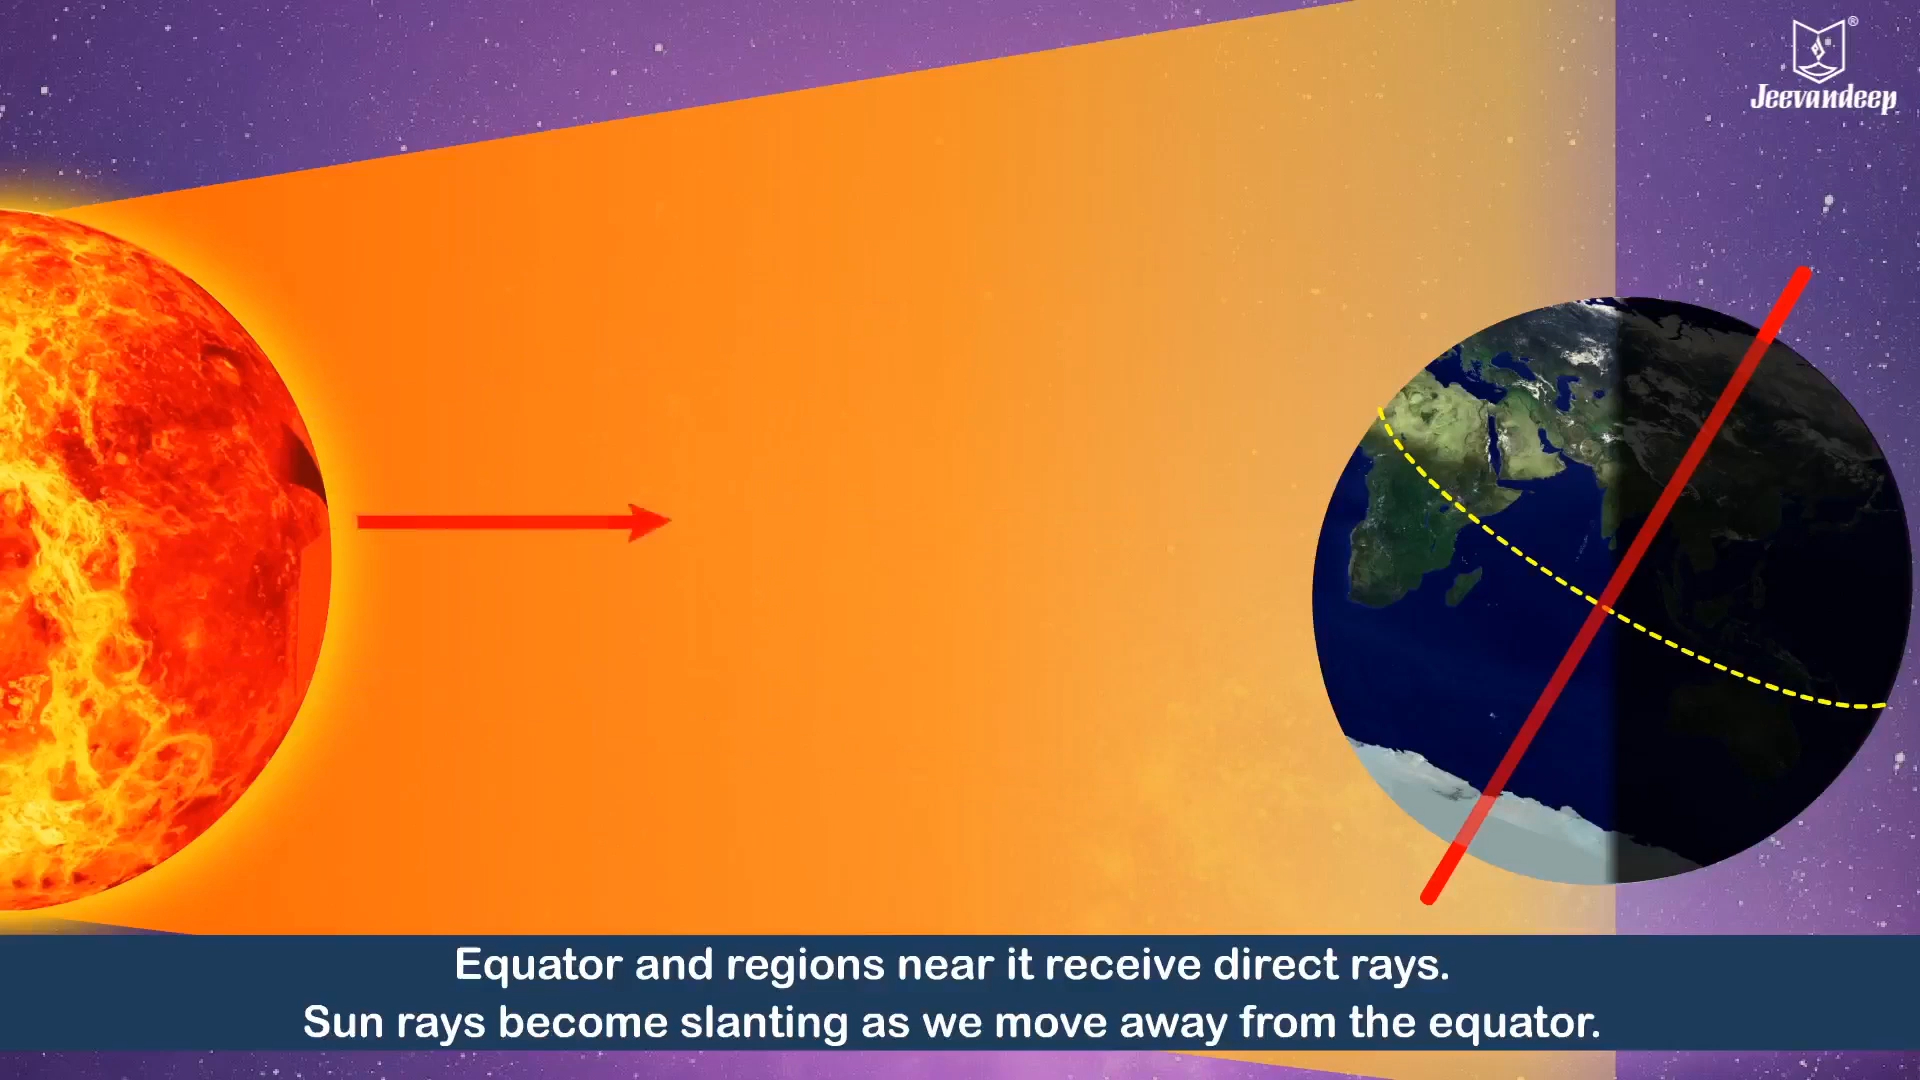 ®
Jeevandeep
Equator and regions near it receive direct rays.
Sun rays become slanting as we move away from the equator.